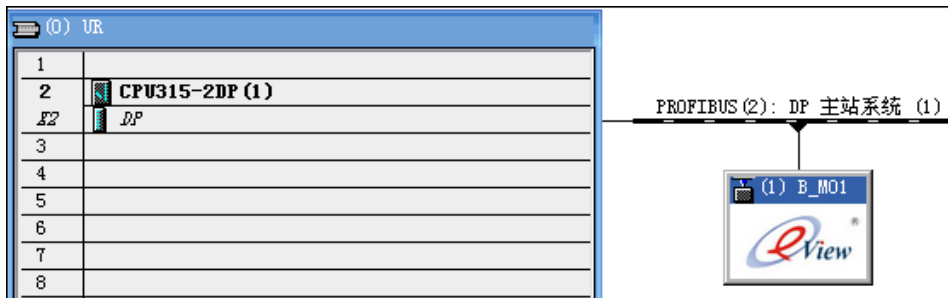 (0) UR
1
2 CPU315-2DP(1)
X2 DP
3
4
5
6
7
8
PROFIBUS(2): DP 主站系统 (1)
(1) B_MO1
eView®